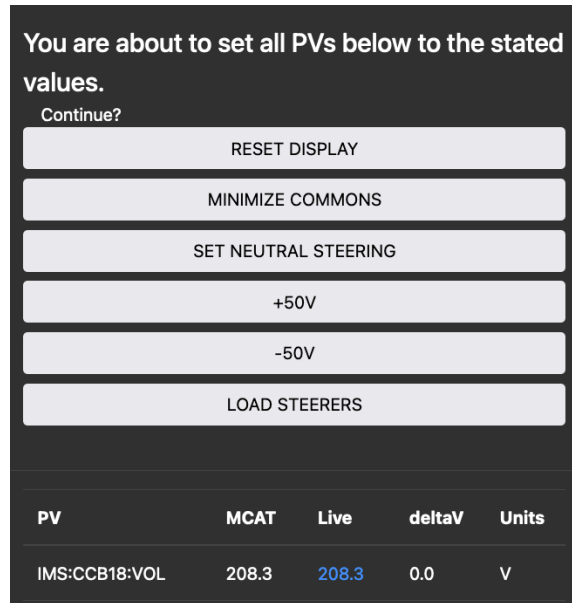 You are about to set all PVs below to the stated
values.
Continue?
RESET DISPLAY
MINIMIZE COMMONS
SET NEUTRAL STEERING
+50V
-50V
LOAD STEERERS
PV MCAT Live deltaV Units
IMS:CCB18:VOL 208.3 208.3 0.0 V